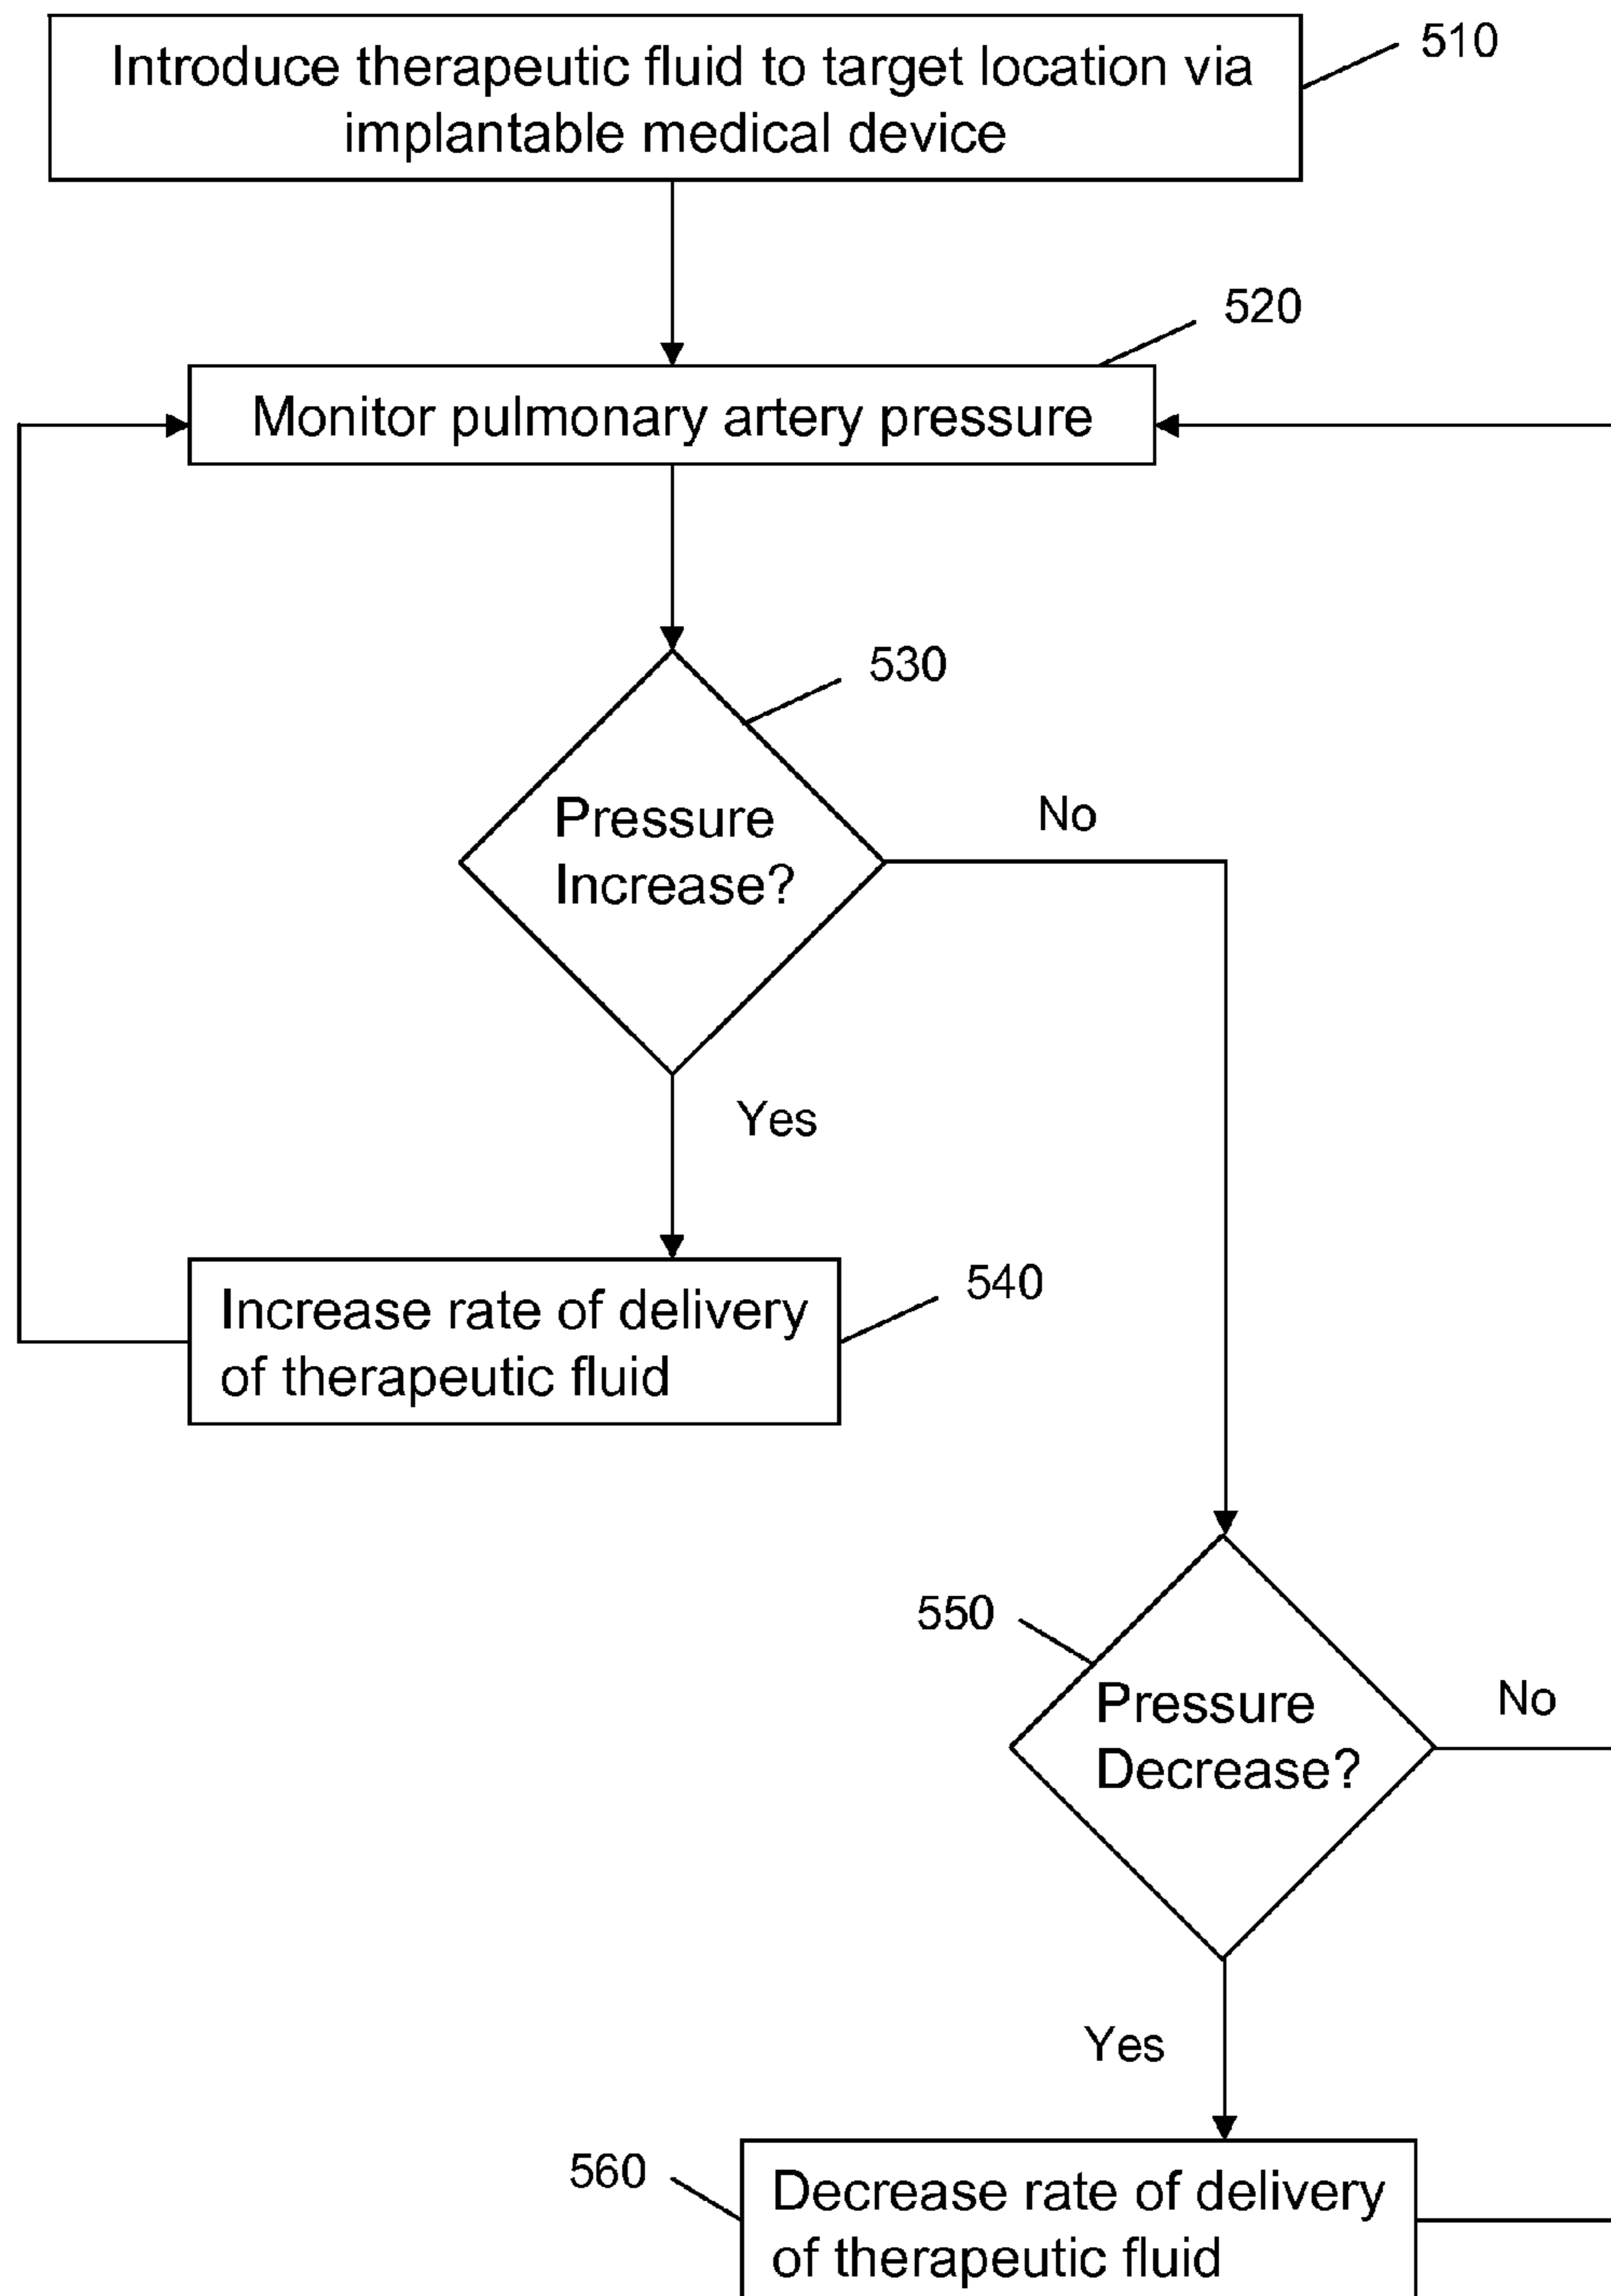 Introduce therapeutic fluid to target location via
implantable medical device
510
520
Monitor pulmonary artery pressure
530
Pressure
Increase?
No
Yes
540
Increase rate of delivery
of therapeutic fluid
550
Pressure
Decrease?
No
Yes
560
Decrease rate of delivery
of therapeutic fluid